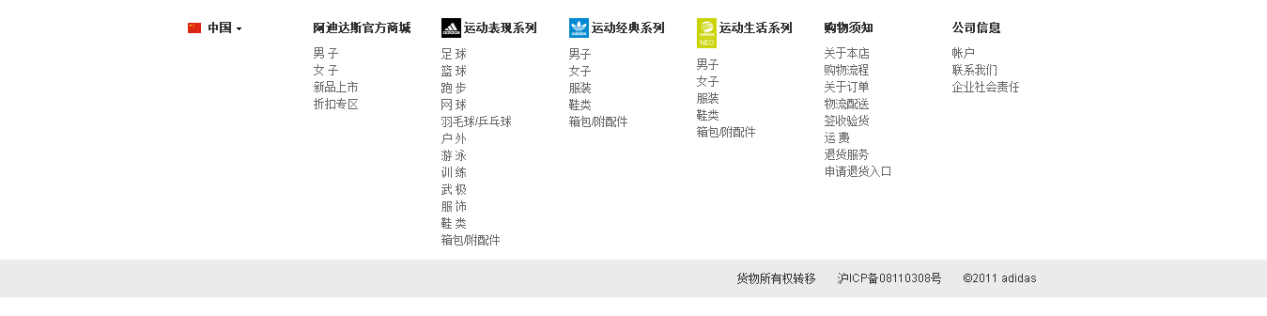 中国
阿迪达斯官方商城
男 子
女 子
新品上市
折扣专区
adidas 运动表现系列
足 球
篮 球
跑 步
网 球
羽毛球/乒乓球
户 外
游 泳
训 练
武 极
服 饰
鞋 类
箱包/附配件
adidas 运动经典系列
男子
女子
服装
鞋类
箱包/附配件
NEO 运动生活系列
男子
女子
服装
鞋类
箱包/附配件
购物须知
关于本店
购物流程
关于订单
物流配送
签收验货
运 费
退货服务
申请退货入口
公司信息
帐户
联系我们
企业社会责任
货物所有权转移 沪ICP备08110308号 ©2011 adidas